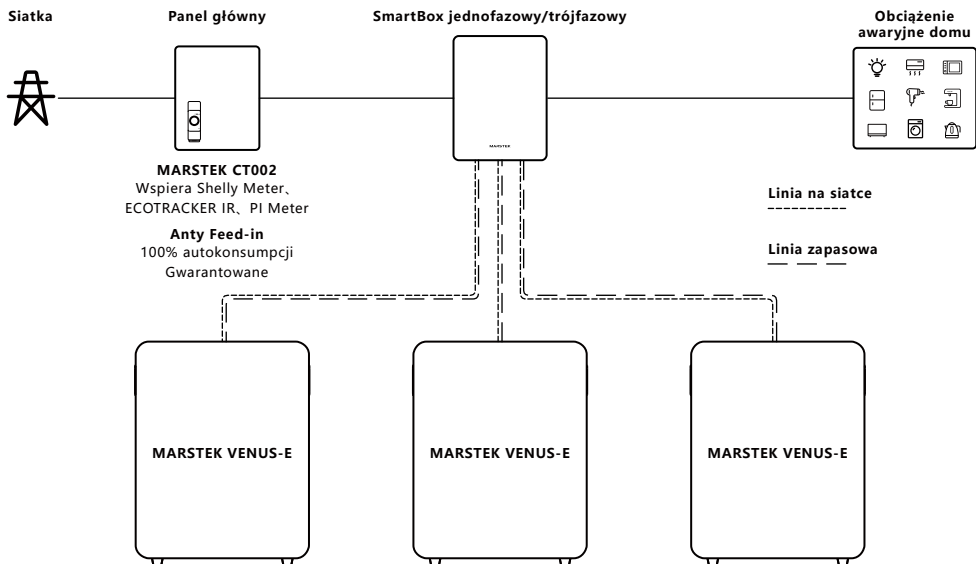 Siatka
Panel główny
SmartBox jednofazowy/trójfazowy
Obciążenie
awaryjne domu
MARSTEK
MARSTEK CT002
Wspiera Shelly Meter、
ECOTRACKER IR、PI Meter
Anty Feed-in
100% autokonsumpcji
Gwarantowane
Linia na siatce
Linia zapasowa
MARSTEK VENUS-E
MARSTEK VENUS-E
MARSTEK VENUS-E